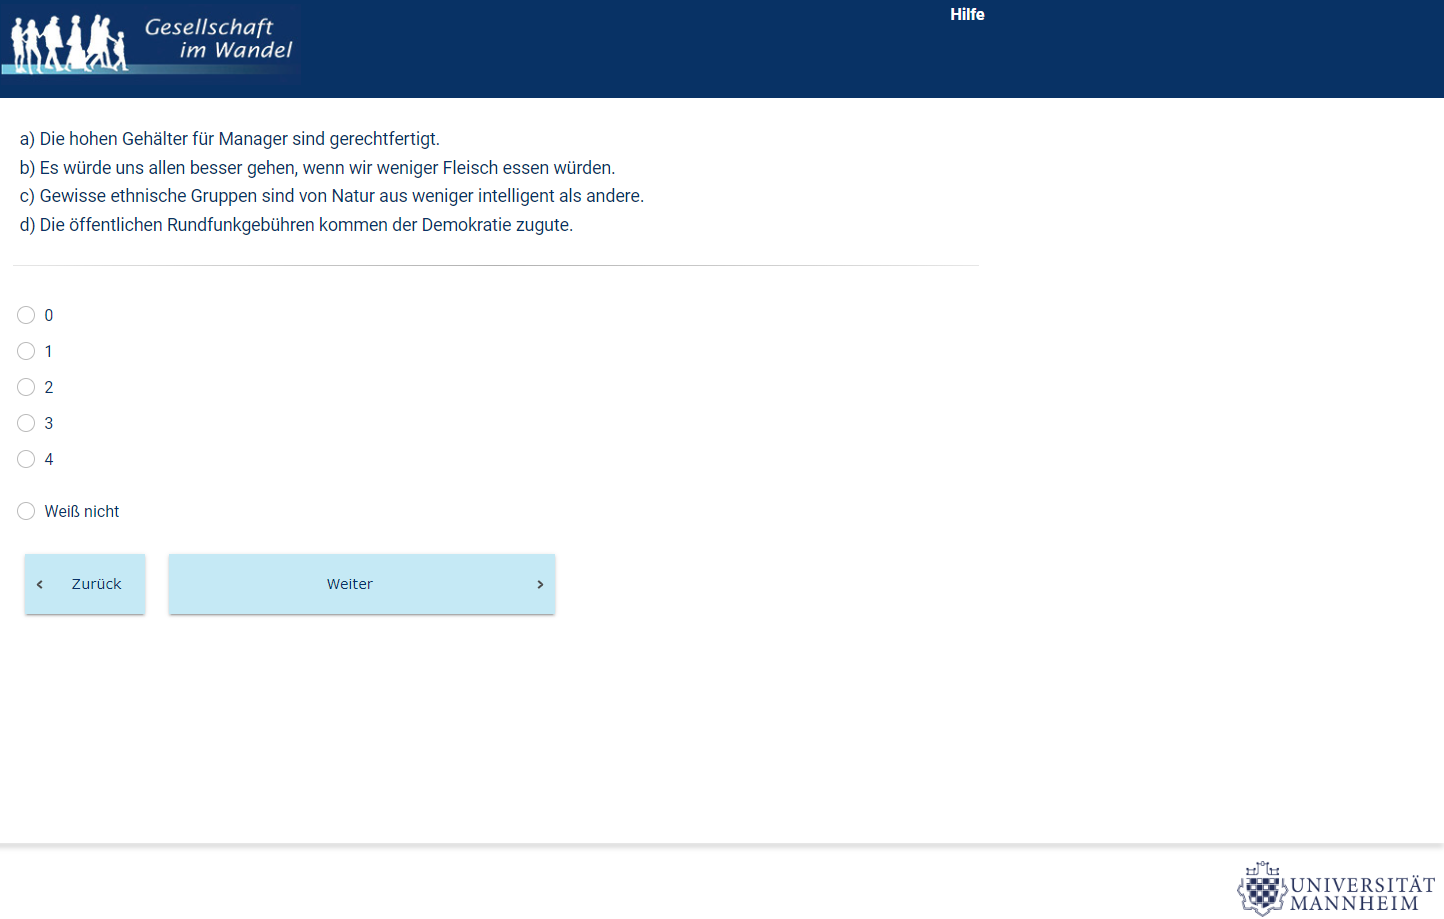 Gesellschaft
im Wandel
Hilfe
a) Die hohen Gehälter für Manager sind gerechtfertigt.
b) Es würde uns allen besser gehen, wenn wir weniger Fleisch essen würden.
c) Gewisse ethnische Gruppen sind von Natur aus weniger intelligent als andere.
d) Die öffentlichen Rundfunkgebühren kommen der Demokratie zugute.
0
1
2
3
4
Weiß nicht
‹ Zurück
Weiter ›
UNIVERSITÄT
MANNHEIM